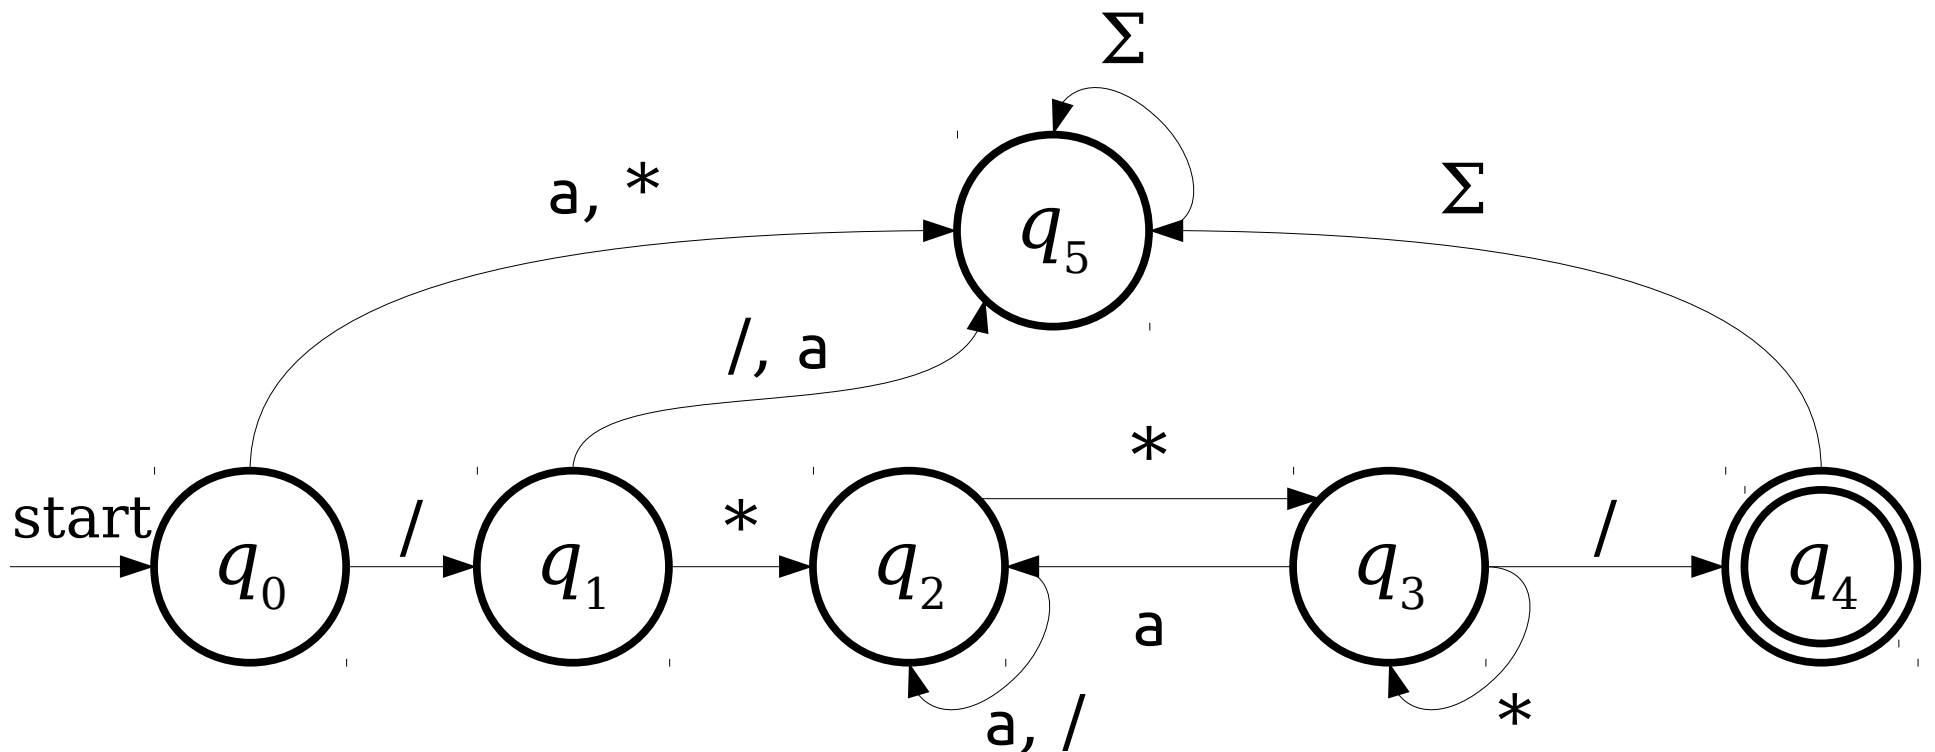 Σ
a, *
Σ
q5
/, a
*
start
/
*
/
q0
q1
q2
q3
q4
a
a, /
*